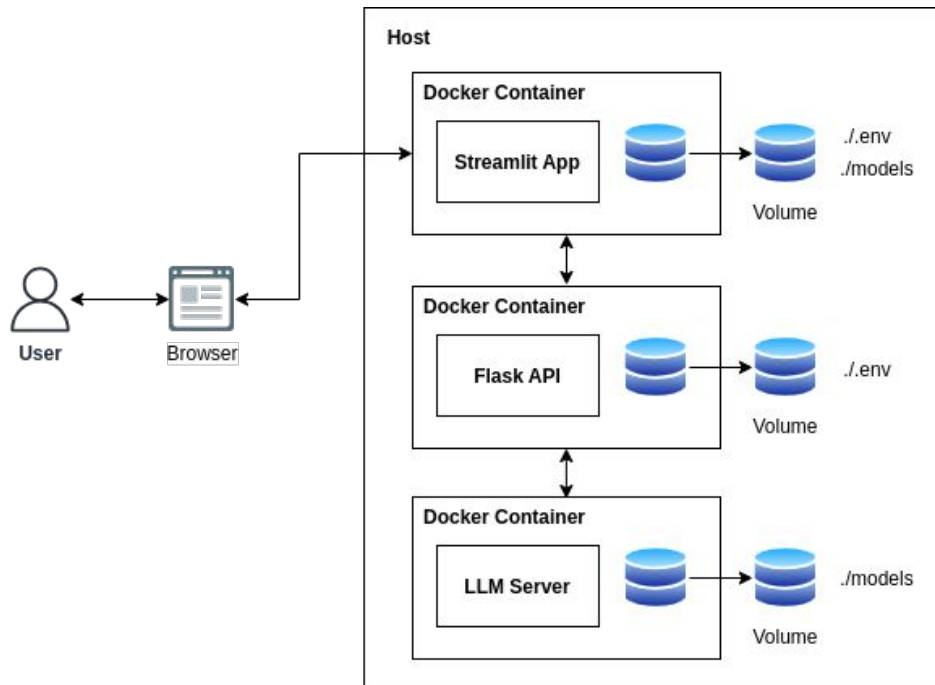 Host
Docker Container
Streamlit App
./.env
./models
Volume
User
Browser
Docker Container
Flask API
./.env
Volume
Docker Container
LLM Server
./models
Volume